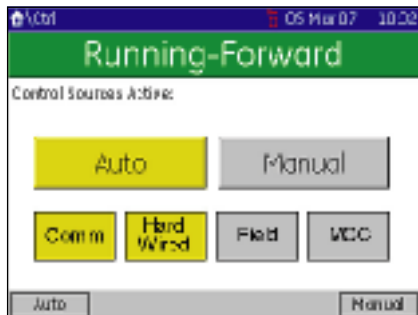 \Ctrl 05 Mar 07 10:02
Running-Forward
Control Sources Active:
Auto Manual
Comm Hard Wired Field MCC
Auto Manual